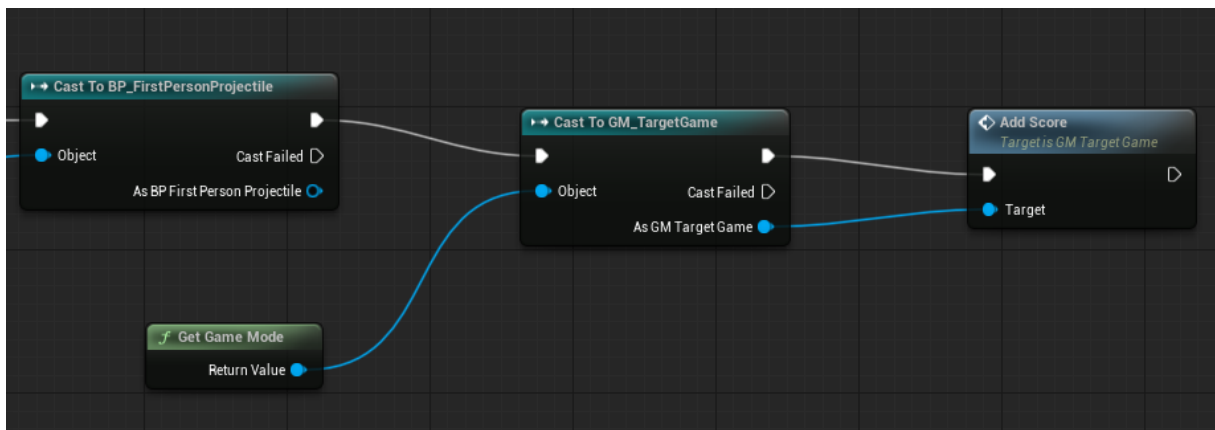 Cast To BP_FirstPersonProjectile
Object
Cast Failed
As BP First Person Projectile
Cast To GM_TargetGame
Object
Cast Failed
As GM Target Game
Add Score
Target is GM Target Game
Target
f Get Game Mode
Return Value